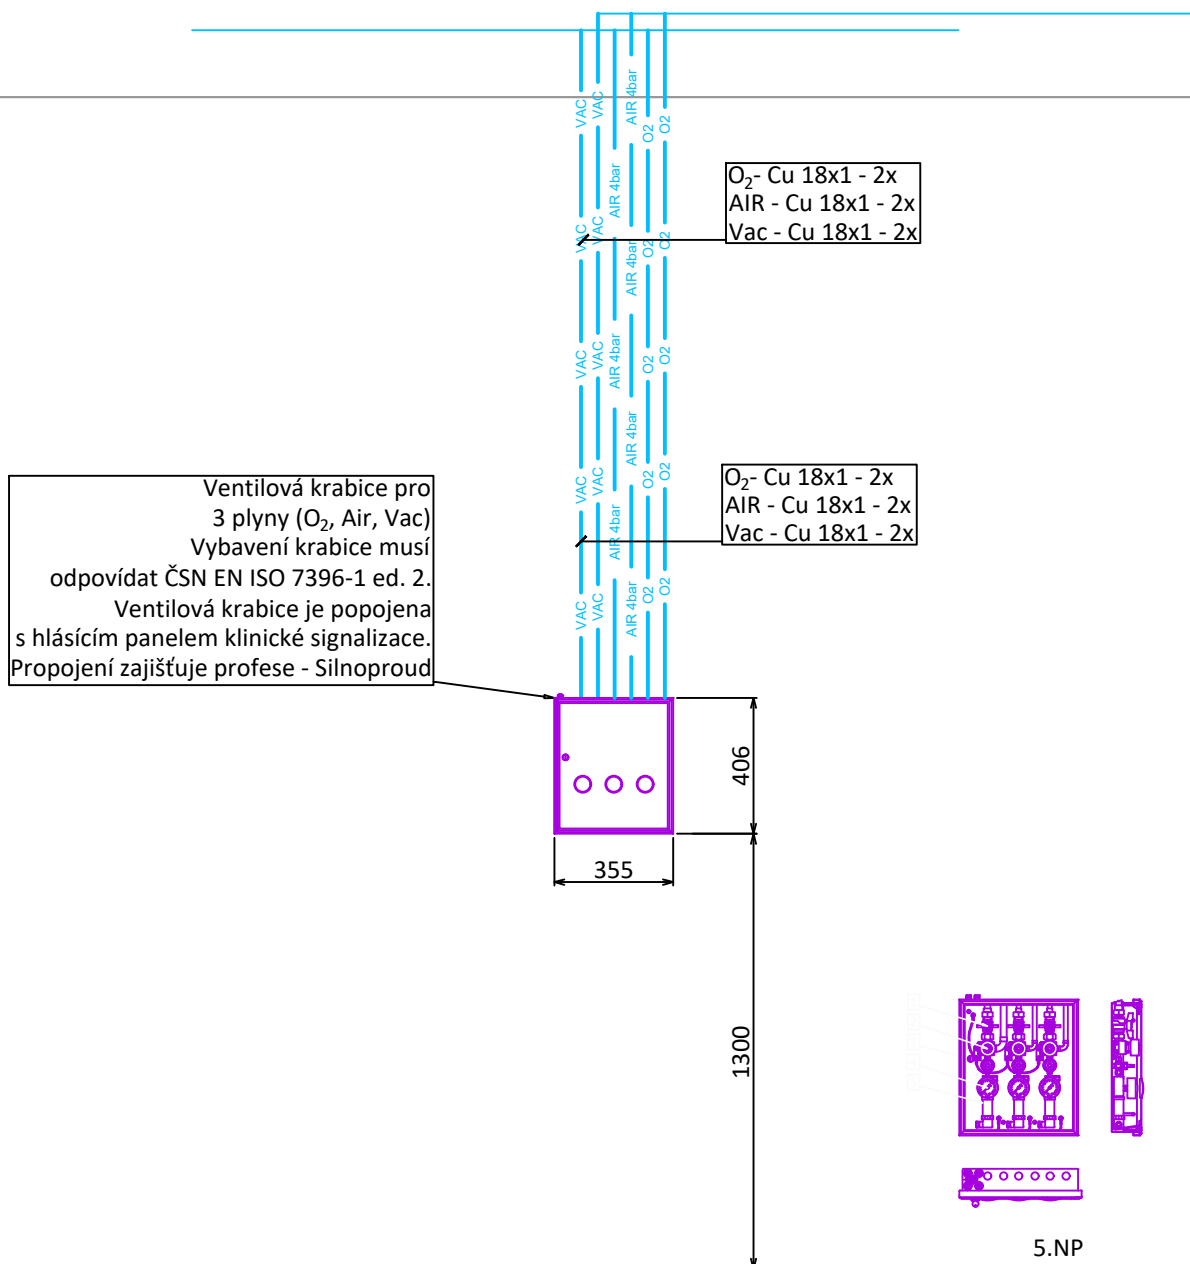 VAC
VAC
AIR 4bar
O2
O2
O₂- Cu 18x1 - 2x
AIR - Cu 18x1 - 2x
Vac - Cu 18x1 - 2x
AIR 4bar
VAC
VAC
AIR 4bar
O2
O2
VAC
VAC
AIR 4bar
O2
O2
AIR 4bar
O₂- Cu 18x1 - 2x
AIR - Cu 18x1 - 2x
Vac - Cu 18x1 - 2x
VAC
VAC
O2
O2
AIR 4bar
Ventilová krabice pro
3 plyny (O₂, Air, Vac)
Vybavení krabice musí
odpovídat ČSN EN ISO 7396-1 ed. 2.
Ventilová krabice je popojena
s hlásícím panelem klinické signalizace.
Propojení zajišťuje profese - Silnoproud
VAC
VAC
AIR 4bar
O2
O2
406
355
1300
5.NP